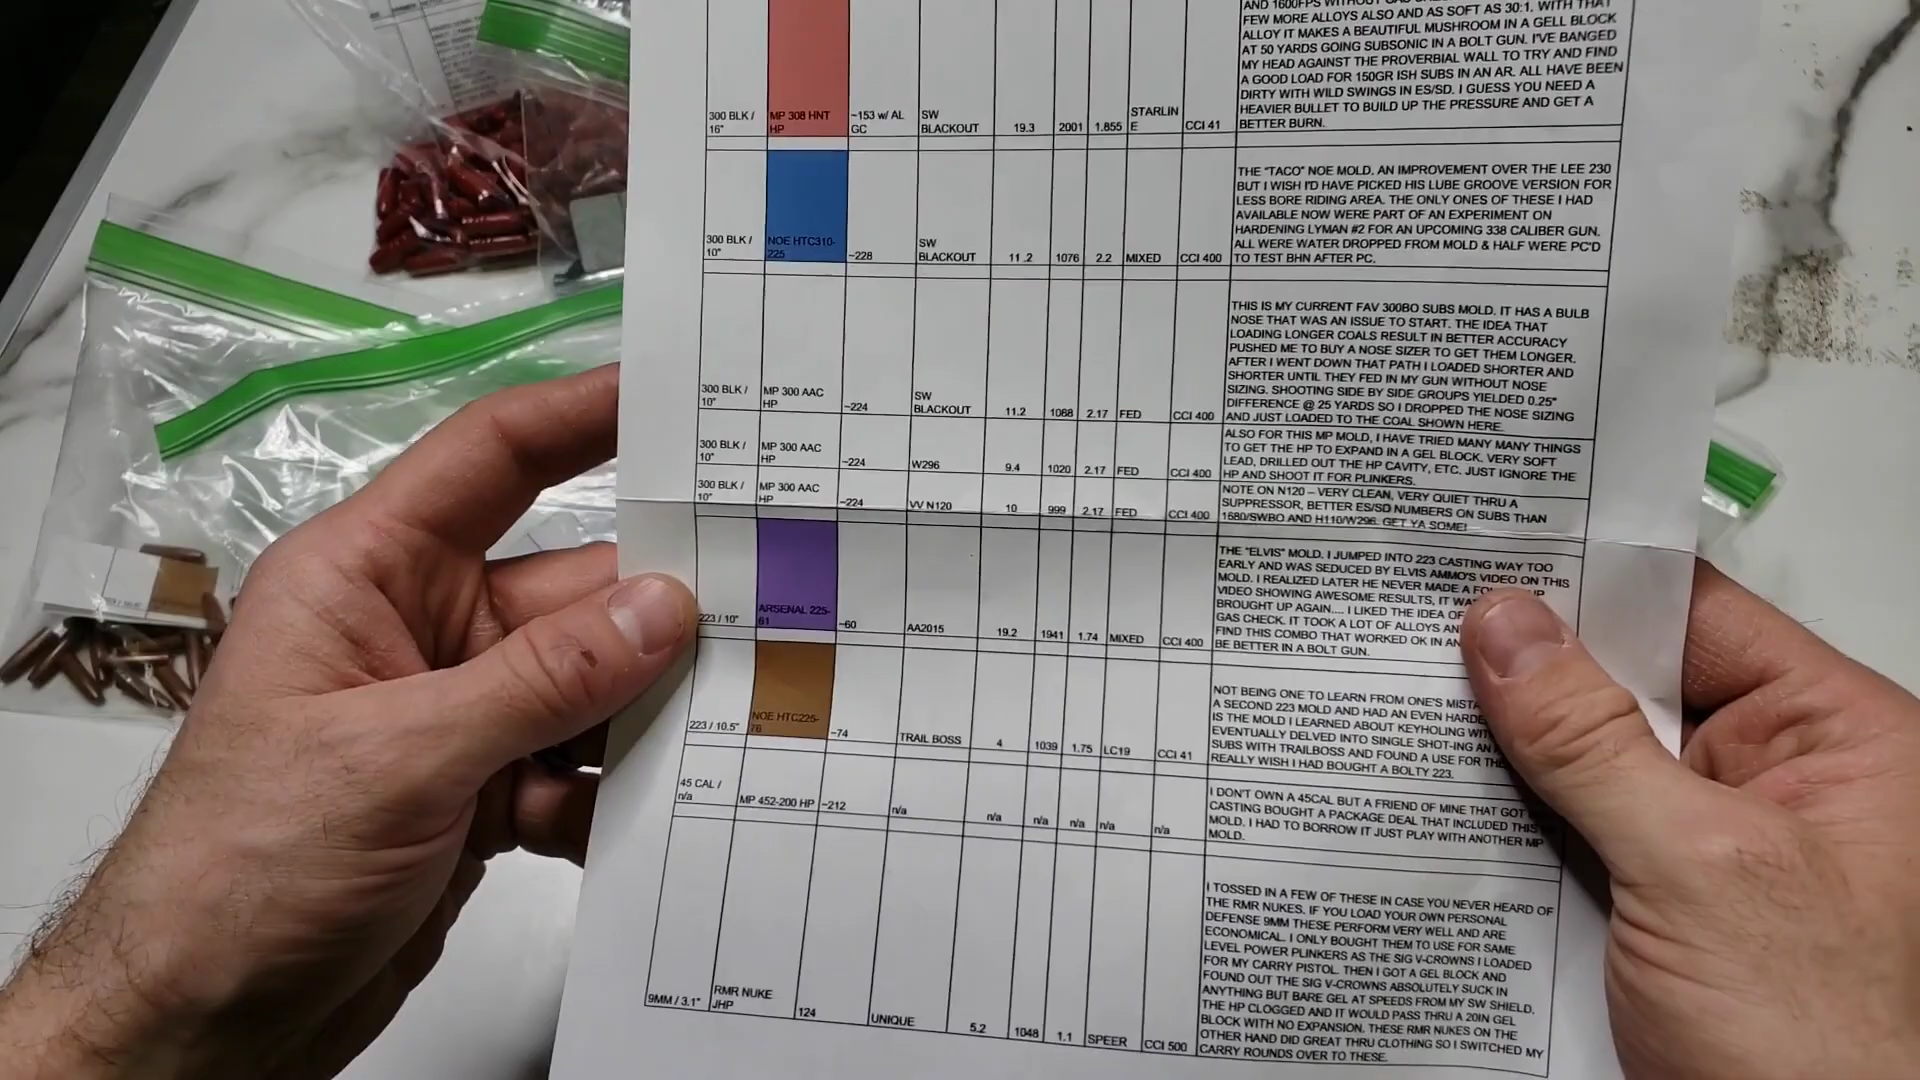 AND 1600FPS WITHOUT GAS
FEW MORE ALLOYS ALSO AND AS SOFT AS 30:1. WITH THAT
ALLOY IT MAKES A BEAUTIFUL MUSHROOM IN A GELL BLOCK
AT 50 YARDS GOING SUBSONIC IN A BOLT GUN. I'VE BANGED
MY HEAD AGAINST THE PROVERBIAL WALL TO TRY AND FIND
A GOOD LOAD FOR 150GR ISH SUBS IN AN AR. ALL HAVE BEEN
DIRTY WITH WILD SWINGS IN ES/SD. I GUESS YOU NEED A
HEAVIER BULLET TO BUILD UP THE PRESSURE AND GET A
BETTER BURN.
300 BLK /
16"
MP 308 HNT
HP
~153 w/ AL
GC
SW
BLACKOUT
19.3
2001
1.855
STARLIN
E
CCI 41
300 BLK /
10"
NOE HTC310-
225
~228
SW
BLACKOUT
11 .2
1076
2.2
MIXED
CCI 400
THE "TACO" NOE MOLD. AN IMPROVEMENT OVER THE LEE 230
BUT I WISH I'D HAVE PICKED HIS LUBE GROOVE VERSION FOR
LESS BORE RIDING AREA. THE ONLY ONES OF THESE I HAD
AVAILABLE NOW WERE PART OF AN EXPERIMENT ON
HARDENING LYMAN #2 FOR AN UPCOMING 338 CALIBER GUN.
ALL WERE WATER DROPPED FROM MOLD & HALF WERE PC'D
TO TEST BHN AFTER PC.
300 BLK /
10"
MP 300 AAC
HP
~224
SW
BLACKOUT
11.2
1088
2.17
FED
CCI 400
THIS IS MY CURRENT FAV 300BO SUBS MOLD. IT HAS A BULB
NOSE THAT WAS AN ISSUE TO START. THE IDEA THAT
LOADING LONGER COALS RESULT IN BETTER ACCURACY
PUSHED ME TO BUY A NOSE SIZER TO GET THEM LONGER.
AFTER I WENT DOWN THAT PATH I LOADED SHORTER AND
SHORTER UNTIL THEY FED IN MY GUN WITHOUT NOSE
SIZING. SHOOTING SIDE BY SIDE GROUPS YIELDED 0.25"
DIFFERENCE @ 25 YARDS SO I DROPPED THE NOSE SIZING
AND JUST LOADED TO THE COAL SHOWN HERE.
300 BLK /
10"
MP 300 AAC
HP
~224
W296
9.4
1020
2.17
FED
CCI 400
ALSO FOR THIS MP MOLD, I HAVE TRIED MANY MANY THINGS
TO GET THE HP TO EXPAND IN A GEL BLOCK. VERY SOFT
LEAD, DRILLED OUT THE HP CAVITY, ETC. JUST IGNORE THE
HP AND SHOOT IT FOR PLINKERS.
300 BLK /
10"
MP 300 AAC
HP
~224
VV N120
10
999
2.17
FED
CCI 400
NOTE ON N120 – VERY CLEAN, VERY QUIET THRU A
SUPPRESSOR, BETTER ES/SD NUMBERS ON SUBS THAN
1680/SWBO AND H110/W296. GET YA SOME!
223 / 10"
ARSENAL 225-
61
~60
AA2015
19.2
1941
1.74
MIXED
CCI 400
THE "ELVIS" MOLD. I JUMPED INTO 223 CASTING WAY TOO
EARLY AND WAS SEDUCED BY ELVIS AMMO'S VIDEO ON THIS
MOLD. I REALIZED LATER HE NEVER MADE A
VIDEO SHOWING AWESOME RESULTS, IT
BROUGHT UP AGAIN.... I LIKED THE IDEA OF
GAS CHECK. IT TOOK A LOT OF ALLOYS
FIND THIS COMBO THAT WORKED OK IN
BE BETTER IN A BOLT GUN.
223 / 10.5"
NOE HTC225-
76
~74
TRAIL BOSS
4
1039
1.75
LC19
CCI 41
NOT BEING ONE TO LEARN FROM ONE'S
A SECOND 223 MOLD AND HAD AN EVEN
IS THE MOLD I LEARNED ABOUT KEYHOLING
EVENTUALLY DELVED INTO SINGLE SHOT-ING
SUBS WITH TRAILBOSS AND FOUND A USE FOR
REALLY WISH I HAD BOUGHT A BOLTY 223.
45 CAL /
n/a
MP 452-200 HP
~212
n/a
n/a
n/a
n/a
n/a
n/a
I DON'T OWN A 45CAL BUT A FRIEND OF MINE THAT GOT
CASTING BOUGHT A PACKAGE DEAL THAT INCLUDED THIS
MOLD. I HAD TO BORROW IT JUST PLAY WITH ANOTHER MP
MOLD.
9MM / 3.1"
RMR NUKE
JHP
124
UNIQUE
5.2
1048
1.1
SPEER
CCI 500
I TOSSED IN A FEW OF THESE IN CASE YOU NEVER HEARD OF
THE RMR NUKES. IF YOU LOAD YOUR OWN PERSONAL
DEFENSE 9MM THESE PERFORM VERY WELL AND ARE
ECONOMICAL. I ONLY BOUGHT THEM TO USE FOR SAME
LEVEL POWER PLINKERS AS THE SIG V-CROWNS I LOADED
FOR MY CARRY PISTOL. THEN I GOT A GEL BLOCK AND
FOUND OUT THE SIG V-CROWNS ABSOLUTELY SUCK IN
ANYTHING BUT BARE GEL AT SPEEDS FROM MY SW SHIELD.
THE HP CLOGGED AND IT WOULD PASS THRU A 20IN GEL
BLOCK WITH NO EXPANSION. THESE RMR NUKES ON THE
OTHER HAND DID GREAT THRU CLOTHING SO I SWITCHED MY
CARRY ROUNDS OVER TO THESE.